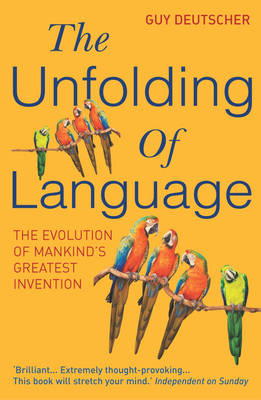 GUY DEUTSCHER
The
Unfolding
Of
Language
THE EVOLUTION
OF MANKIND'S
GREATEST
INVENTION
'Brilliant... Extremely thought-provoking...
This book will stretch your mind.' Independent on Sunday